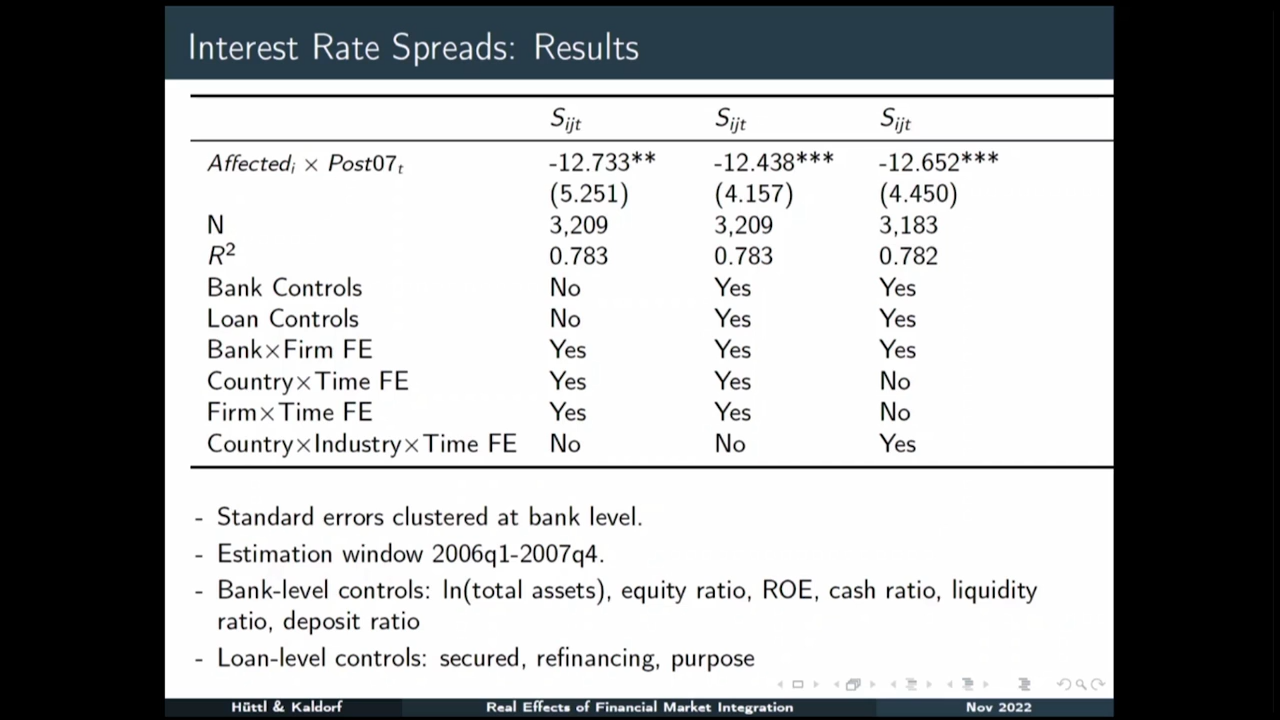 Interest Rate Spreads: Results
S_ijt S_ijt S_ijt
Affected_i × Post07_t -12.733** -12.438*** -12.652***
(5.251) (4.157) (4.450)
N 3,209 3,209 3,183
R² 0.783 0.783 0.782
Bank Controls No Yes Yes
Loan Controls No Yes Yes
Bank×Firm FE Yes Yes Yes
Country×Time FE Yes Yes No
Firm×Time FE Yes Yes No
Country×Industry×Time FE No No Yes
- Standard errors clustered at bank level.
- Estimation window 2006q1-2007q4.
- Bank-level controls: ln(total assets), equity ratio, ROE, cash ratio, liquidity
ratio, deposit ratio
- Loan-level controls: secured, refinancing, purpose
Hüttl & Kaldorf Real Effects of Financial Market Integration Nov 2022